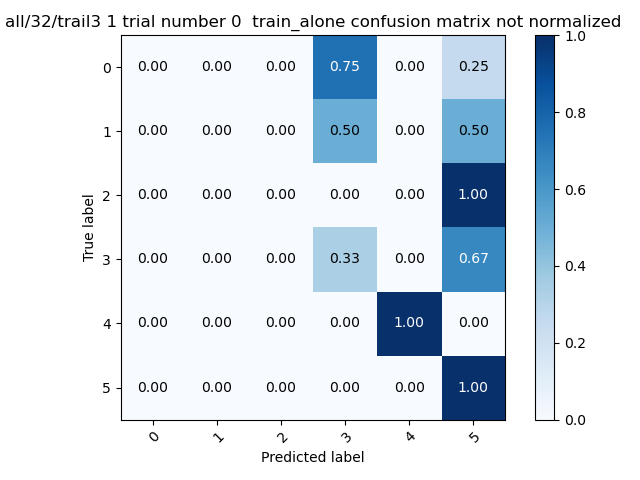 all/32/trail3 1 trial number 0  train_alone confusion matrix not normalized
0 0.00 0.00 0.00 0.75 0.00 0.25
1 0.00 0.00 0.00 0.50 0.00 0.50
2 0.00 0.00 0.00 0.00 0.00 1.00
3 0.00 0.00 0.00 0.33 0.00 0.67
4 0.00 0.00 0.00 0.00 1.00 0.00
5 0.00 0.00 0.00 0.00 0.00 1.00
0 1 2 3 4 5
True label
Predicted label
1.0
0.8
0.6
0.4
0.2
0.0